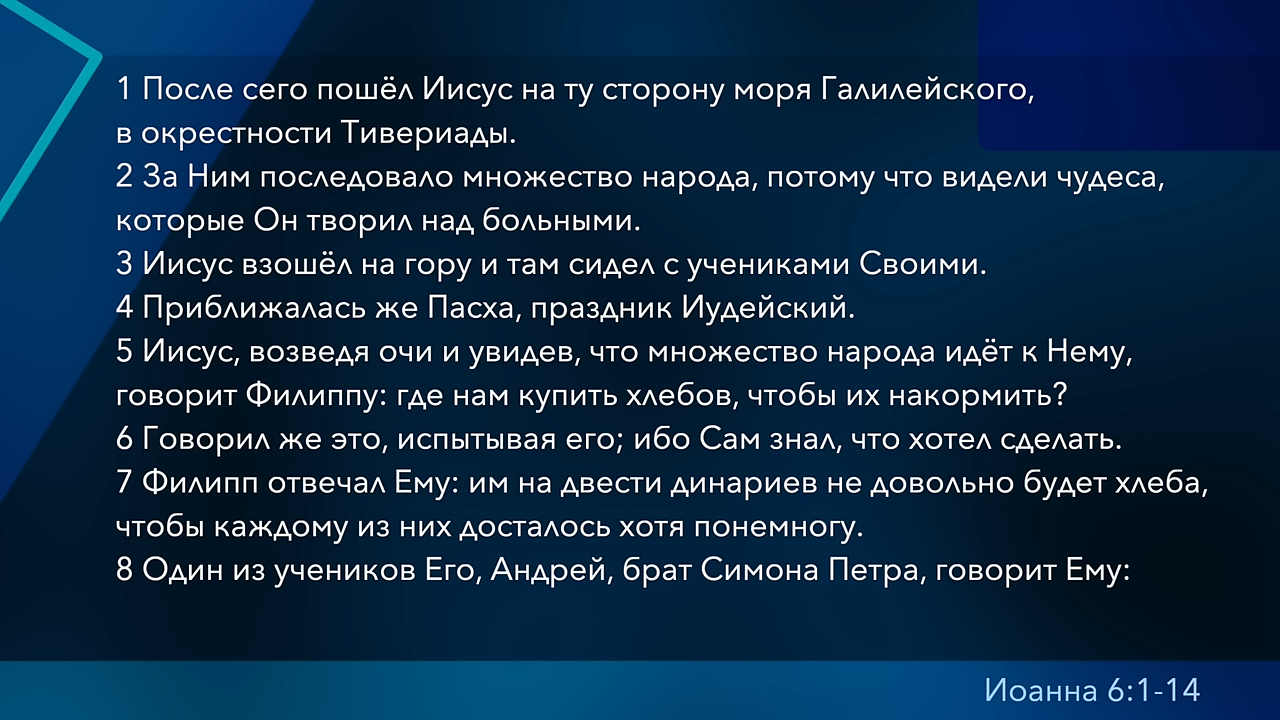 1 После сего пошёл Иисус на ту сторону моря Галилейского,
в окрестности Тивериады.
2 За Ним последовало множество народа, потому что видели чудеса,
которые Он творил над больными.
3 Иисус взошёл на гору и там сидел с учениками Своими.
4 Приближалась же Пасха, праздник Иудейский.
5 Иисус, возведя очи и увидев, что множество народа идёт к Нему,
говорит Филиппу: где нам купить хлебов, чтобы их накормить?
6 Говорил же это, испытывая его; ибо Сам знал, что хотел сделать.
7 Филипп отвечал Ему: им на двести динариев не довольно будет хлеба,
чтобы каждому из них досталось хотя понемногу.
8 Один из учеников Его, Андрей, брат Симона Петра, говорит Ему:
Иоанна 6:1-14